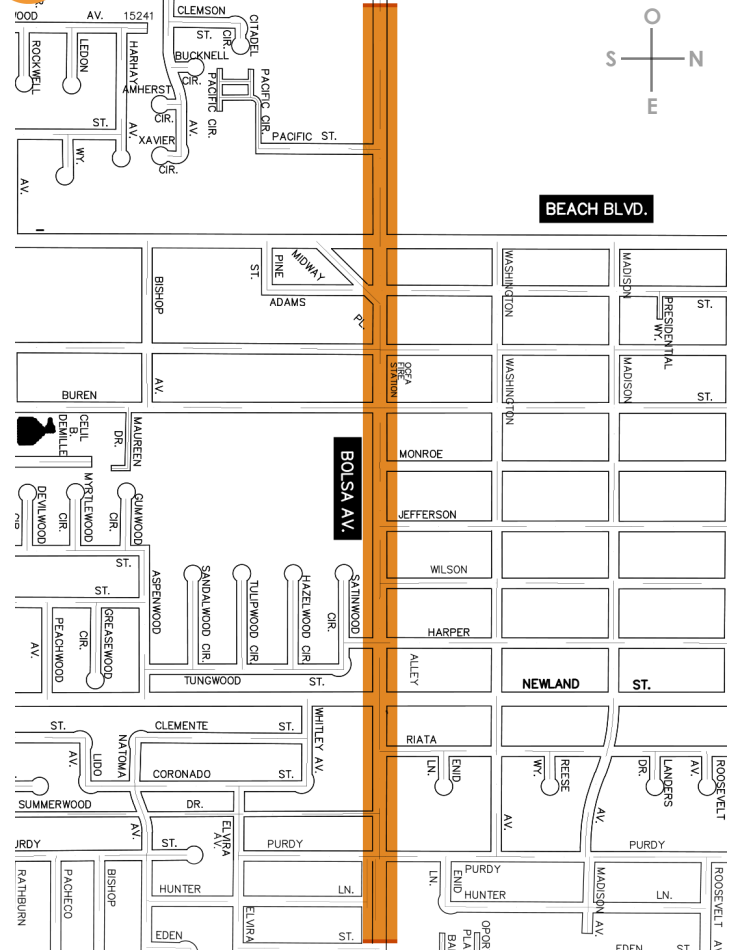 AV. 15241
CLEMSON
ST.
CIR.
CITADEL
ROCKWELL
LEDON
HARHAY
AV.
BUCKNELL
CIR.
AMHERST
CIR.
XAVIER
CIR.
AV.
PACIFIC CIR.
PACIFIC CIR.
PACIFIC ST.
ST.
WY.
AV.
O
S N
E
BEACH BLVD.
BISHOP
AV.
ST.
PINE
MIDWAY
PL.
ADAMS
WASHINGTON
MADISON
PRESIDENTIAL
WY.
ST.
OCFA
FIRE
STATION
WASHINGTON
MADISON
ST.
BUREN
CELIL
B.
DEMILLE
DR.
MAUREEN
MONROE
BOLSA AV.
DEVILWOOD
CIR.
MYRTLEWOOD
CIR.
GUMWOOD
JEFFERSON
ST.
ST.
ASPENWOOD
SANDALWOOD CIR.
TULIPWOOD CIR.
HAZELWOOD CIR.
SATINWOOD
CIR.
WILSON
AV.
PEACHWOOD
CIR.
GREASEWOOD
HARPER
ALLEY
TUNGWOOD ST.
NEWLAND ST.
ST.
CLEMENTE ST.
WHITLEY AV.
RIATA
AV.
LIDO
NATOMA
AV.
CORONADO ST.
LN.
ENID
WY.
REESE
DR.
LANDERS
AV.
ROOSEVELT
SUMMERWOOD DR.
AV.
AV.
ST.
ELVIRA
AV.
PURDY
PURDY
RATHBURN
PACHECO
BISHOP
HUNTER LN.
LN.
ENID
PURDY
HUNTER LN.
MADISON AV.
ROOSEVELT
EDEN
ELVIRA
ST.
EDEN ST.